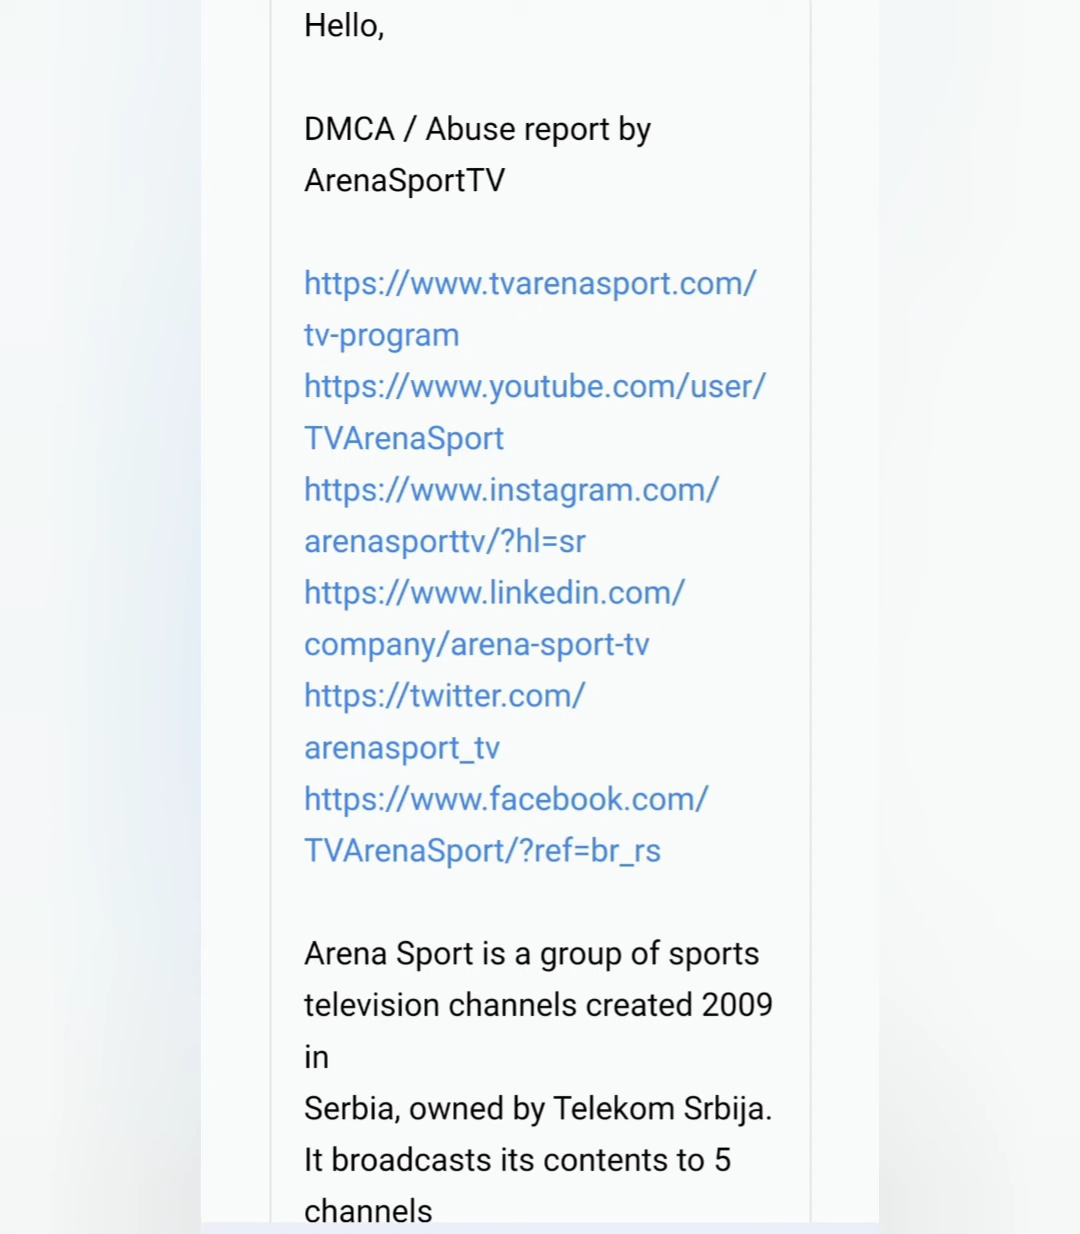 Hello,
DMCA / Abuse report by
ArenaSportTV
https://www.tvarenasport.com/
tv-program
https://www.youtube.com/user/
TVArenaSport
https://www.instagram.com/
arenasporttv/?hl=sr
https://www.linkedin.com/
company/arena-sport-tv
https://twitter.com/
arenasport_tv
https://www.facebook.com/
TVArenaSport/?ref=br_rs
Arena Sport is a group of sports
television channels created 2009
in
Serbia, owned by Telekom Srbija.
It broadcasts its contents to 5
channels